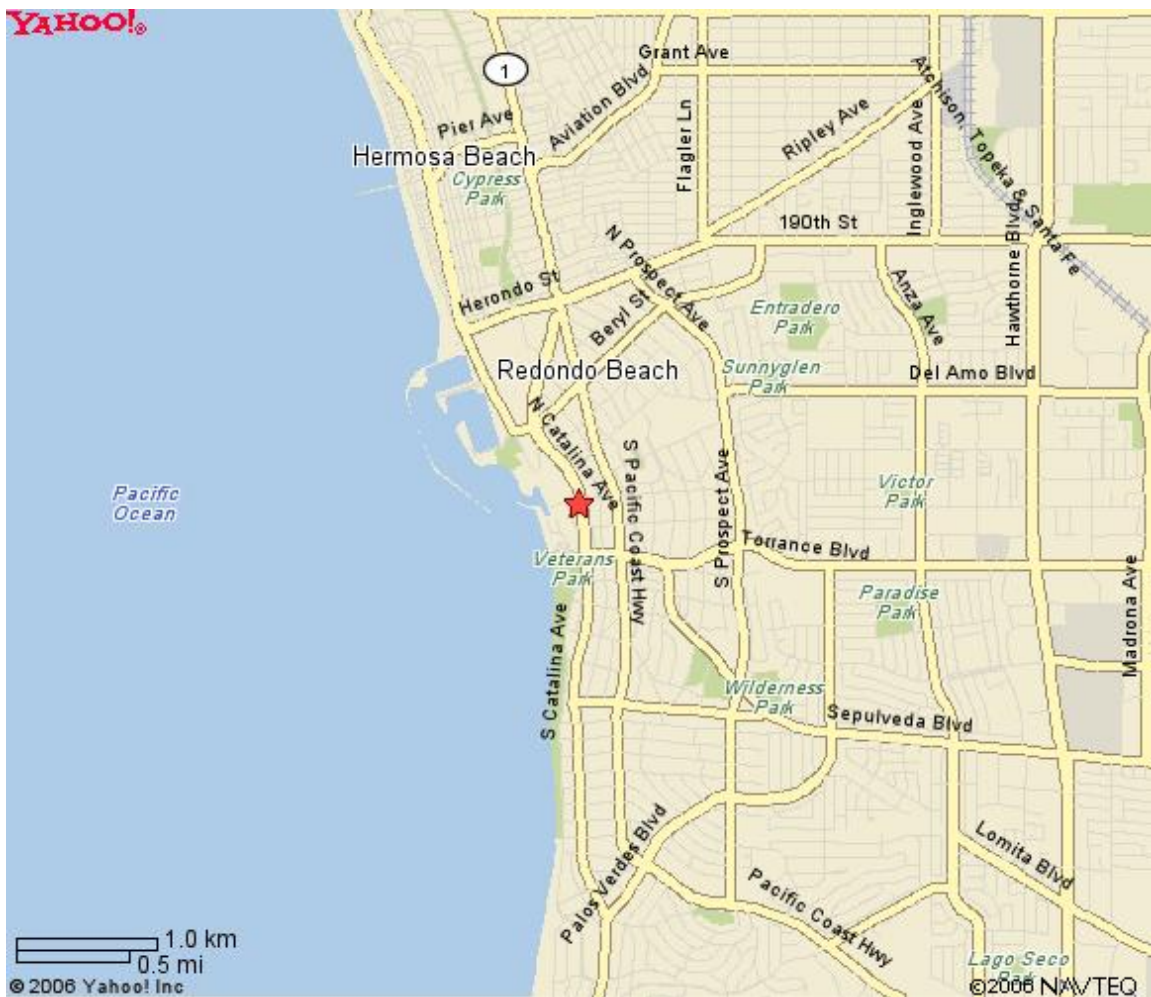 YAHOO!®
Grant Ave
1
Aviation Blvd
Pier Ave
Hermosa Beach
Cypress
Park
Flagler Ln
Ripley Ave
Inglewood Ave
Atchison, Topeka & Santa Fe
190th St
N Prospect Ave
Herondo St
Beryl St
Entradero
Park
Anza Ave
Hawthorne Blvd
Redondo Beach
Sunnyglen
Park
Del Amo Blvd
N Catalina Ave
S Pacific Coast Hwy
S Prospect Ave
Victor
Park
Pacific
Ocean
Torrance Blvd
Veterans
Park
Paradise
Park
Madrona Ave
S Catalina Ave
Wilderness
Park
Sepulveda Blvd
Palos Verdes Blvd
Lomita Blvd
Pacific Coast Hwy
1.0 km
0.5 mi
Lago Seco
Park
© 2006 Yahoo! Inc
©2006 NAVTEQ